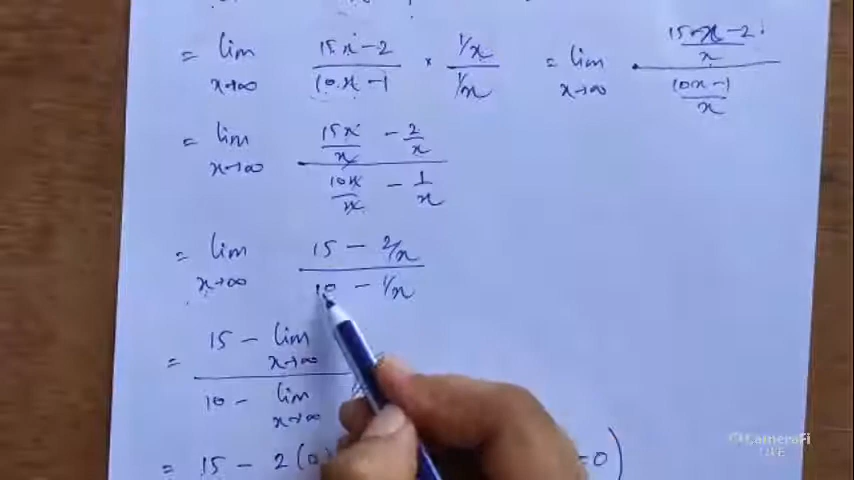 = lim x→∞ (15x-2)/(10x-1) × (1/x)/(1/x) = lim x→∞ ((15x-2)/x)/((10x-1)/x)
= lim x→∞ (15x/x - 2/x)/(10x/x - 1/x)
= lim x→∞ (15 - 2/x)/(10 - 1/x)
= 15 - lim x→∞
10 - lim x→∞
= 15 - 2(0) =0)
CameraFi
LIVE